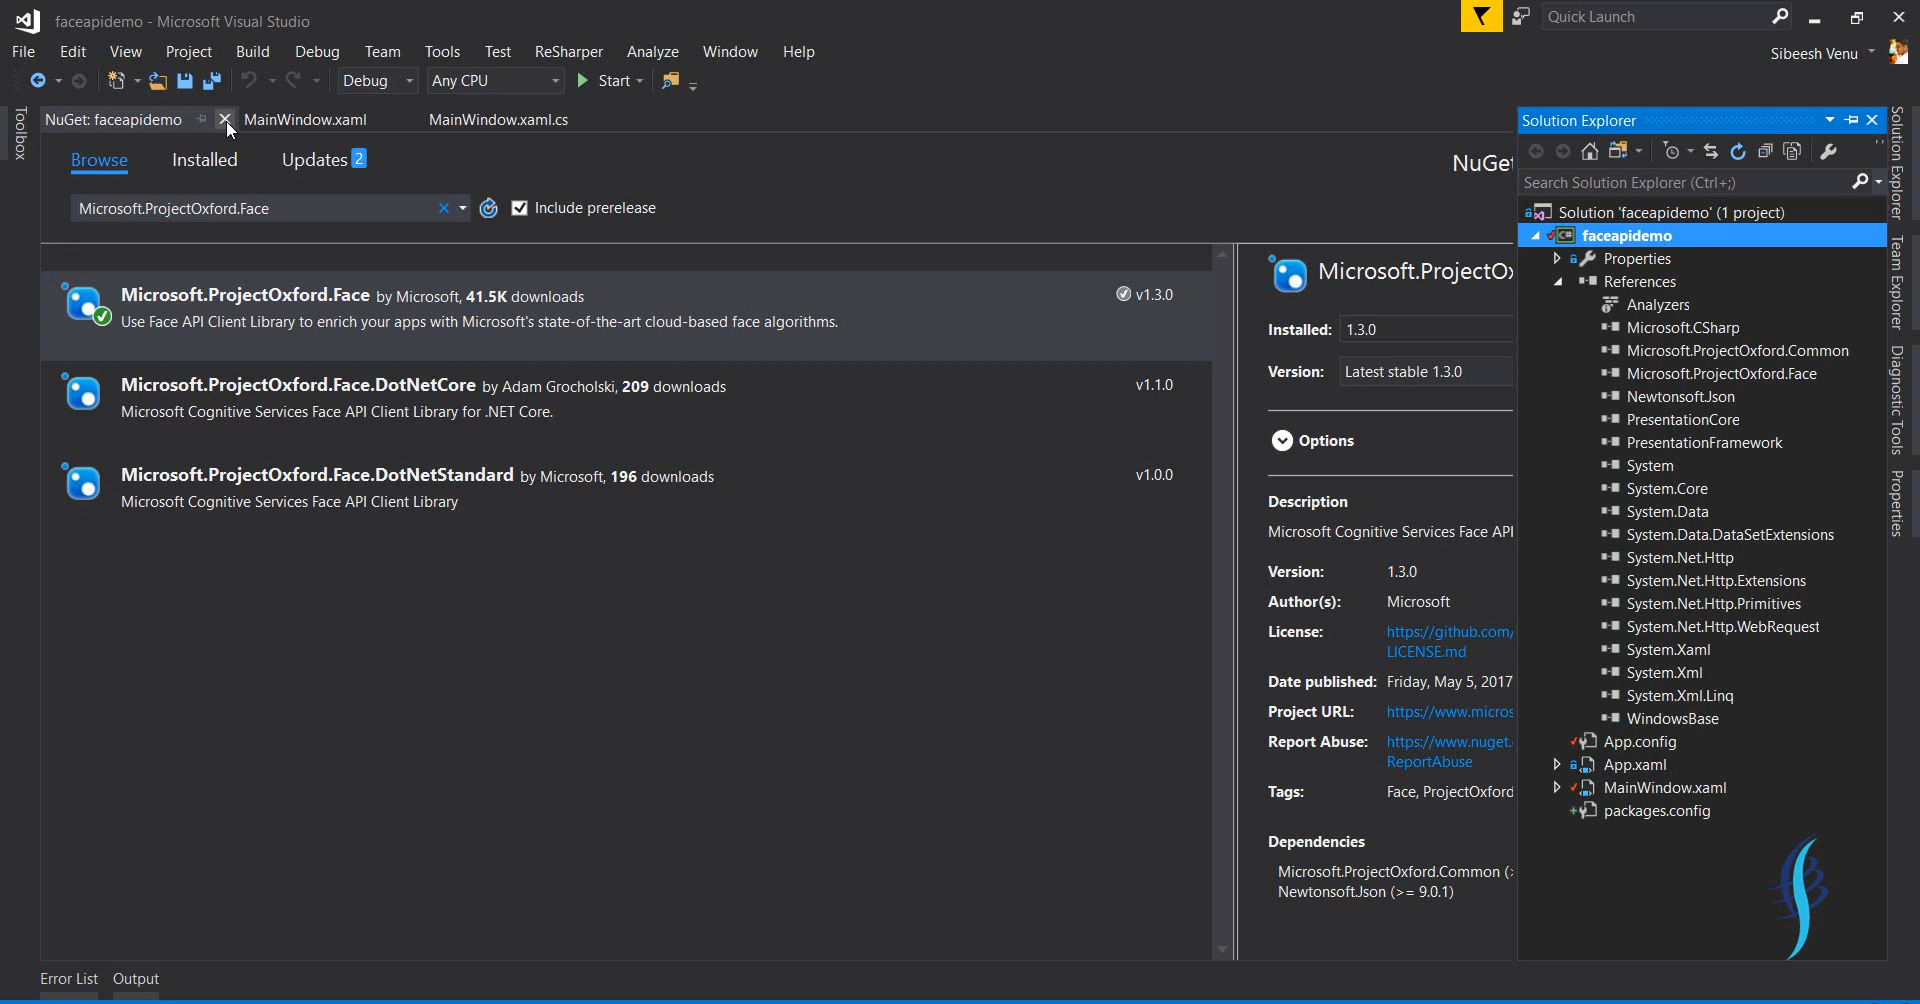 faceapidemo - Microsoft Visual Studio
Quick Launch
File Edit View Project Build Debug Team Tools Test ReSharper Analyze Window Help
Sibeesh Venu
Debug Any CPU Start
Toolbox
NuGet: faceapidemo MainWindow.xaml MainWindow.xaml.cs
Browse Installed Updates 2
NuGet
Microsoft.ProjectOxford.Face
Include prerelease
Microsoft.ProjectOxford.Face by Microsoft, 41.5K downloads v1.3.0
Use Face API Client Library to enrich your apps with Microsoft's state-of-the-art cloud-based face algorithms.
Microsoft.ProjectOxford.Face.DotNetCore by Adam Grocholski, 209 downloads v1.1.0
Microsoft Cognitive Services Face API Client Library for .NET Core.
Microsoft.ProjectOxford.Face.DotNetStandard by Microsoft, 196 downloads v1.0.0
Microsoft Cognitive Services Face API Client Library
Microsoft.ProjectOx
Installed: 1.3.0
Version: Latest stable 1.3.0
Options
Description
Microsoft Cognitive Services Face API
Version: 1.3.0
Author(s): Microsoft
License: https://github.com/
LICENSE.md
Date published: Friday, May 5, 2017
Project URL: https://www.micros
Report Abuse: https://www.nuget.
ReportAbuse
Tags: Face, ProjectOxford
Dependencies
Microsoft.ProjectOxford.Common (>
Newtonsoft.Json (>= 9.0.1)
Solution Explorer
Search Solution Explorer (Ctrl+;)
Solution 'faceapidemo' (1 project)
C# faceapidemo
Properties
References
Analyzers
Microsoft.CSharp
Microsoft.ProjectOxford.Common
Microsoft.ProjectOxford.Face
Newtonsoft.Json
PresentationCore
PresentationFramework
System
System.Core
System.Data
System.Data.DataSetExtensions
System.Net.Http
System.Net.Http.Extensions
System.Net.Http.Primitives
System.Net.Http.WebRequest
System.Xaml
System.Xml
System.Xml.Linq
WindowsBase
App.config
App.xaml
MainWindow.xaml
packages.config
Solution Explorer
Team Explorer
Diagnostic Tools
Properties
Error List Output